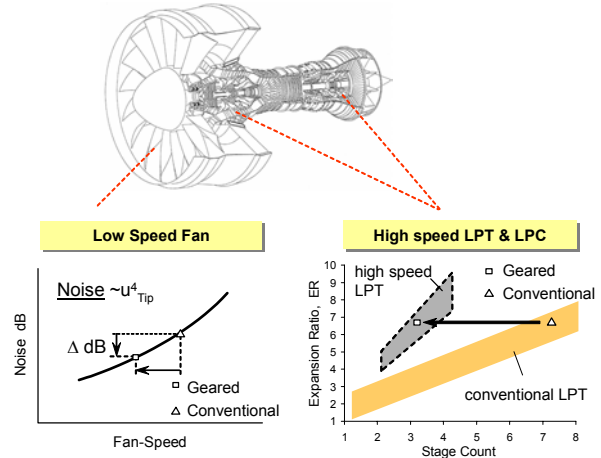 Low Speed Fan
High speed LPT & LPC
Noise ~u⁴Tip
Δ dB
Noise dB
Geared
Conventional
Fan-Speed
10
9
8
7
6
5
4
3
2
1
Expansion Ratio, ER
high speed
LPT
Geared
Conventional
conventional LPT
1 2 3 4 5 6 7 8
Stage Count